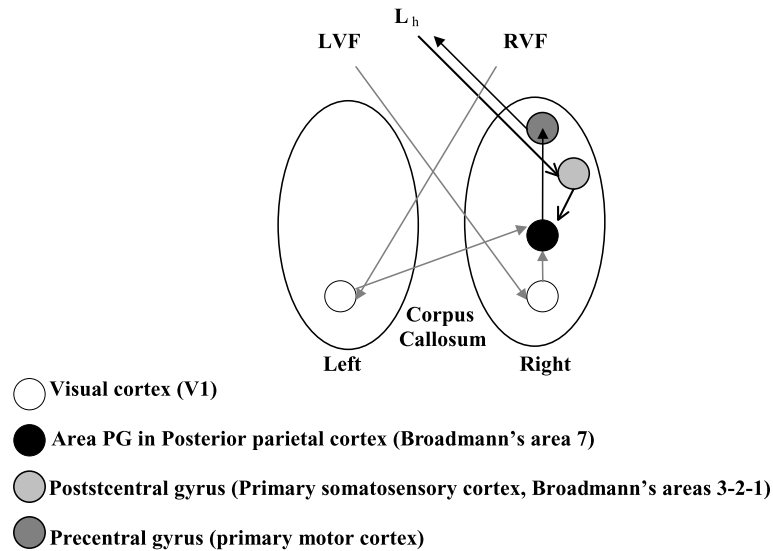 L h
LVF RVF
Corpus
Callosum
Left Right
Visual cortex (V1)
Area PG in Posterior parietal cortex (Broadmann's area 7)
Poststcentral gyrus (Primary somatosensory cortex, Broadmann's areas 3-2-1)
Precentral gyrus (primary motor cortex)